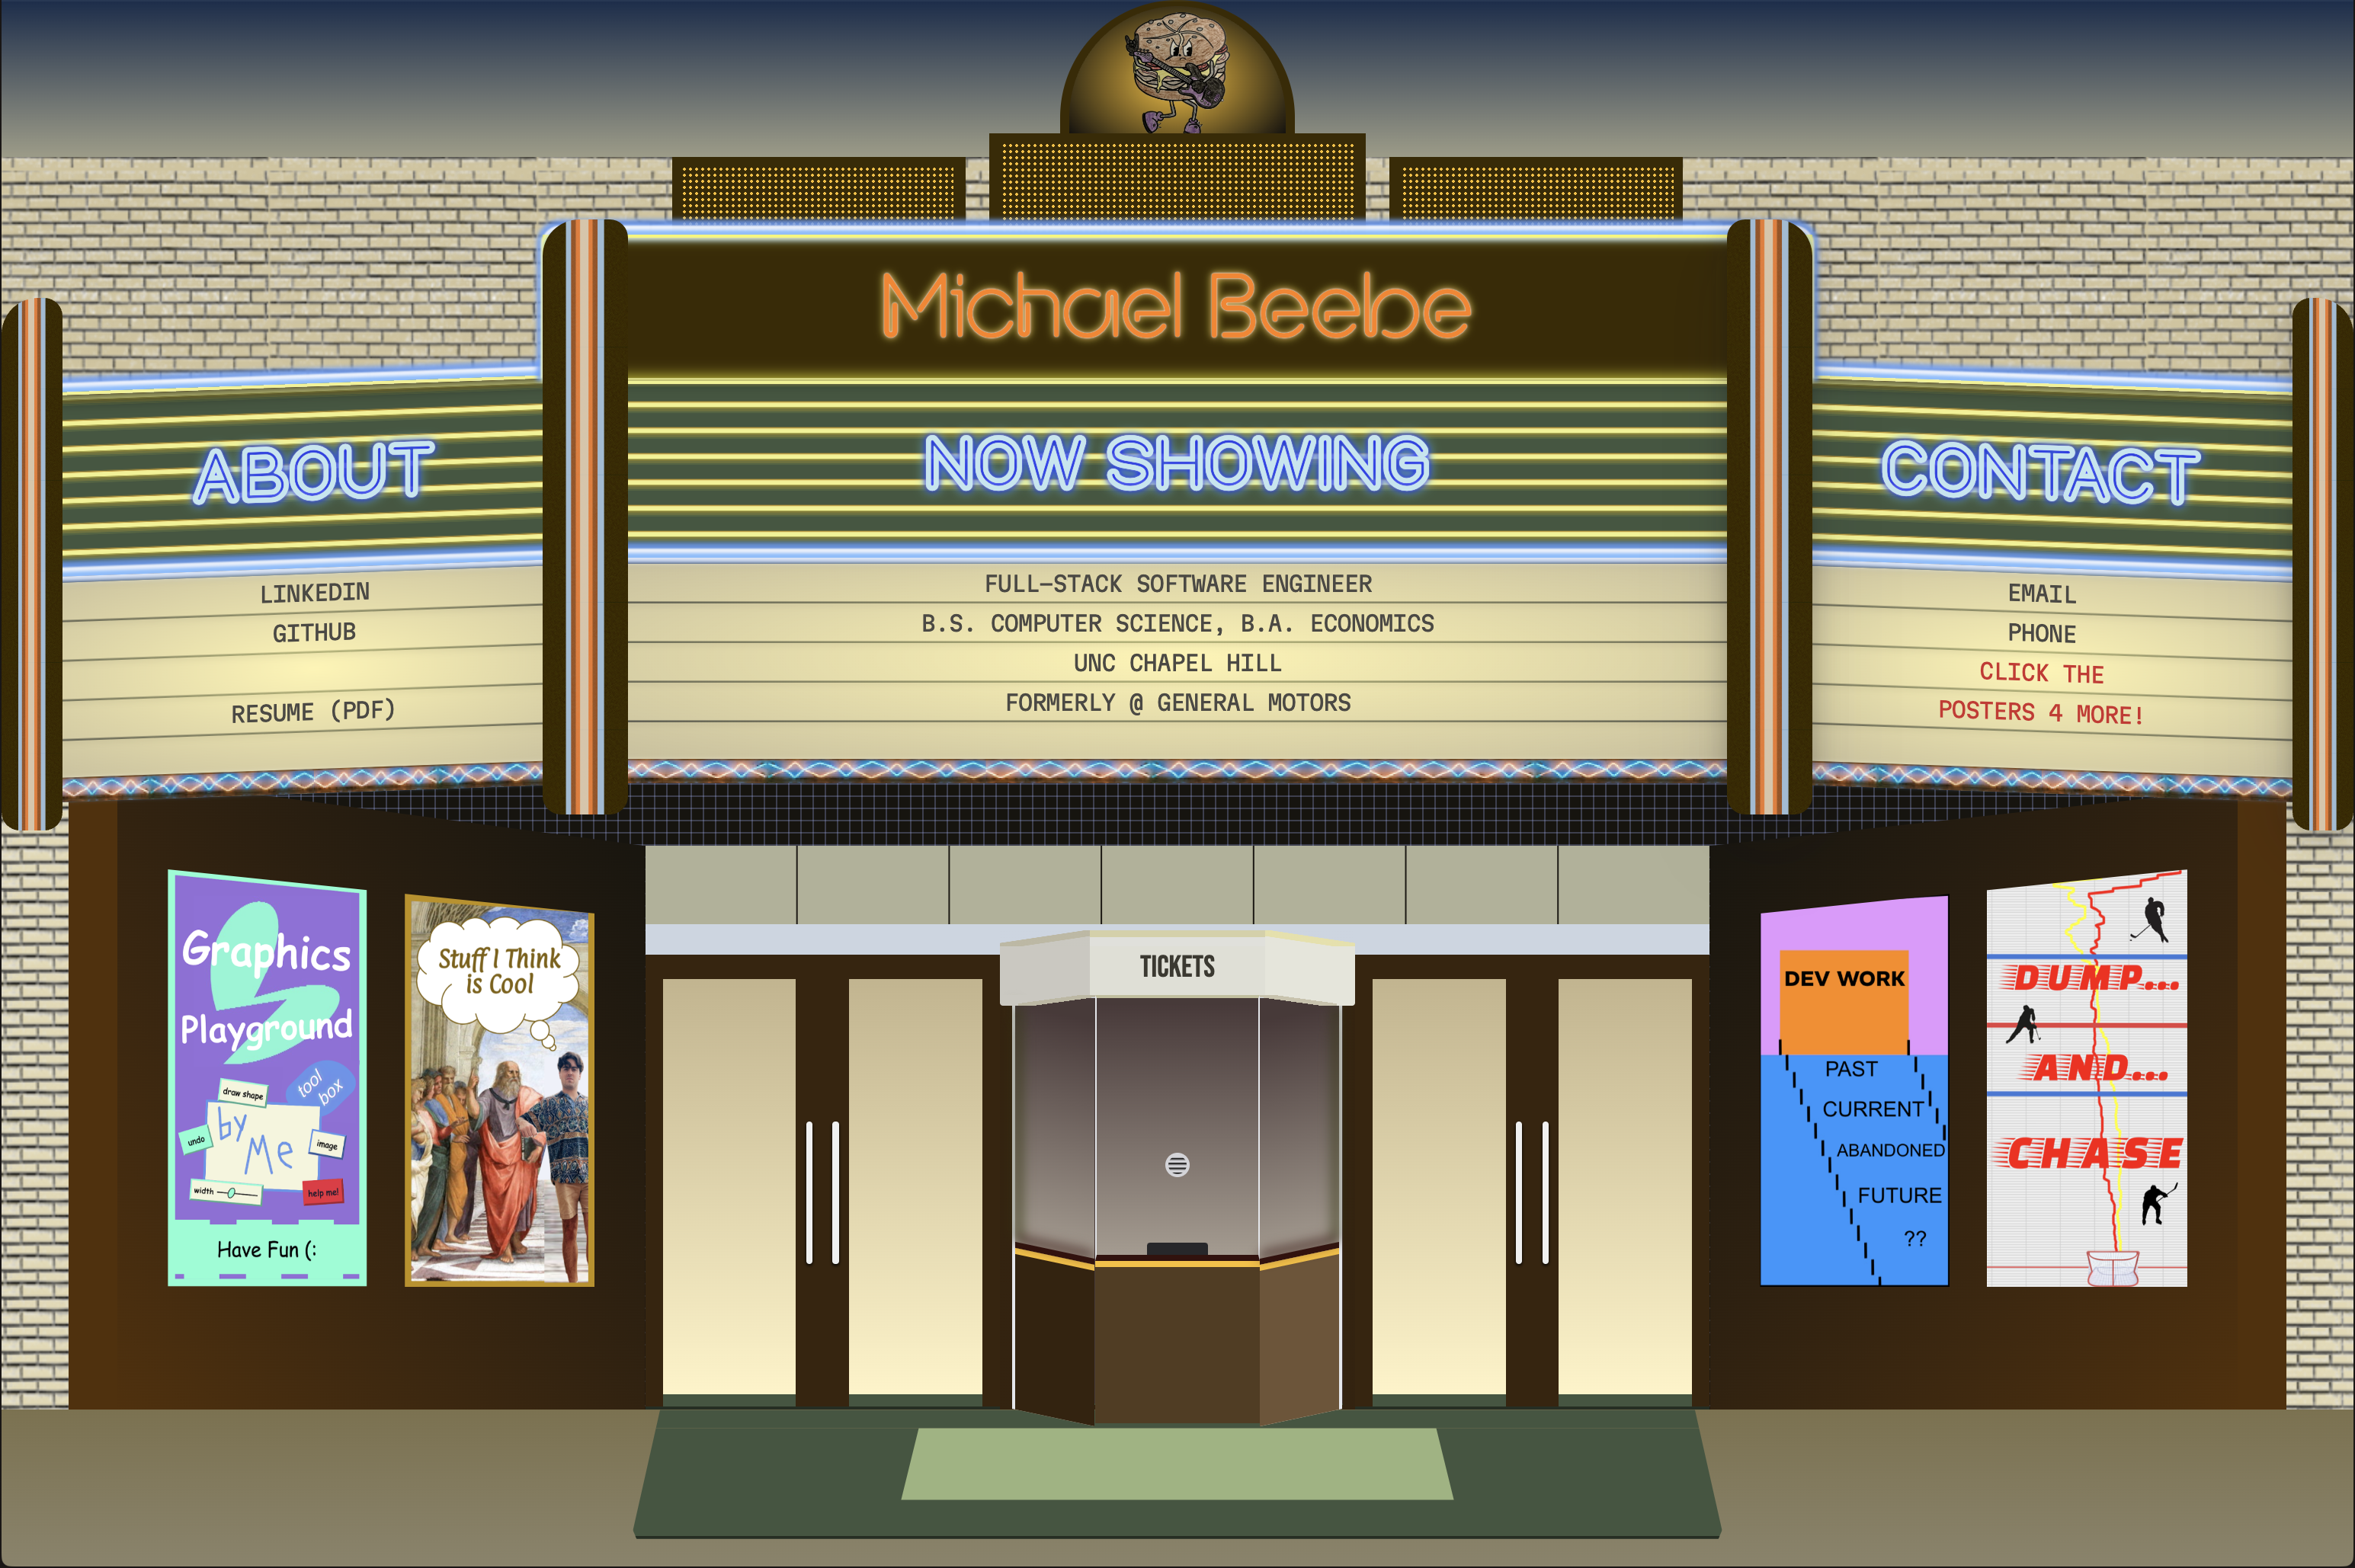 Michael Beebe
ABOUT
LINKEDIN
GITHUB
RESUME (PDF)
NOW SHOWING
FULL-STACK SOFTWARE ENGINEER
B.S. COMPUTER SCIENCE, B.A. ECONOMICS
UNC CHAPEL HILL
FORMERLY @ GENERAL MOTORS
CONTACT
EMAIL
PHONE
CLICK THE
POSTERS 4 MORE!
Graphics
Playground
tool
box
draw shape
by
Me
undo
image
width
help me!
Have Fun (:
Stuff I Think
is Cool
TICKETS
DEV WORK
PAST
CURRENT
ABANDONED
FUTURE
??
DUMP...
AND...
CHASE